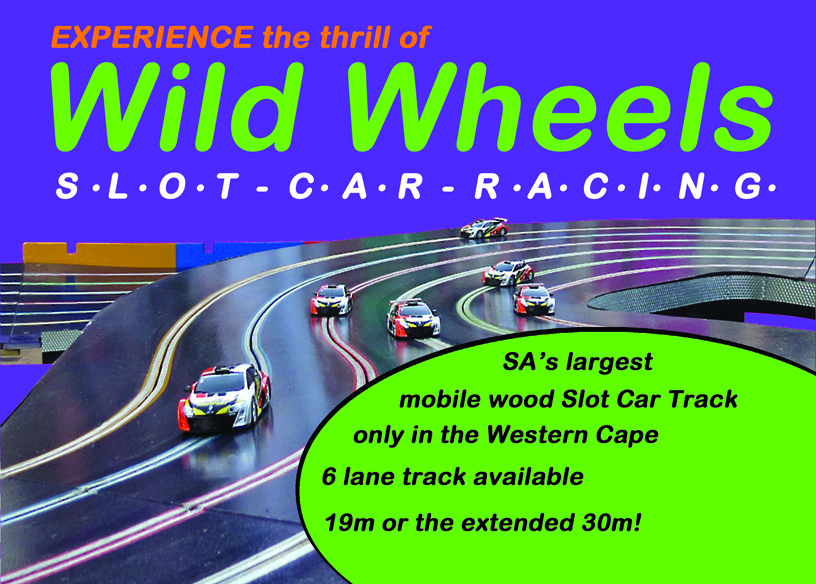 EXPERIENCE the thrill of
Wild Wheels
S·L·O·T-C·A·R-R·A·C·I·N·G·
SA's largest
mobile wood Slot Car Track
only in the Western Cape
6 lane track available
19m or the extended 30m!